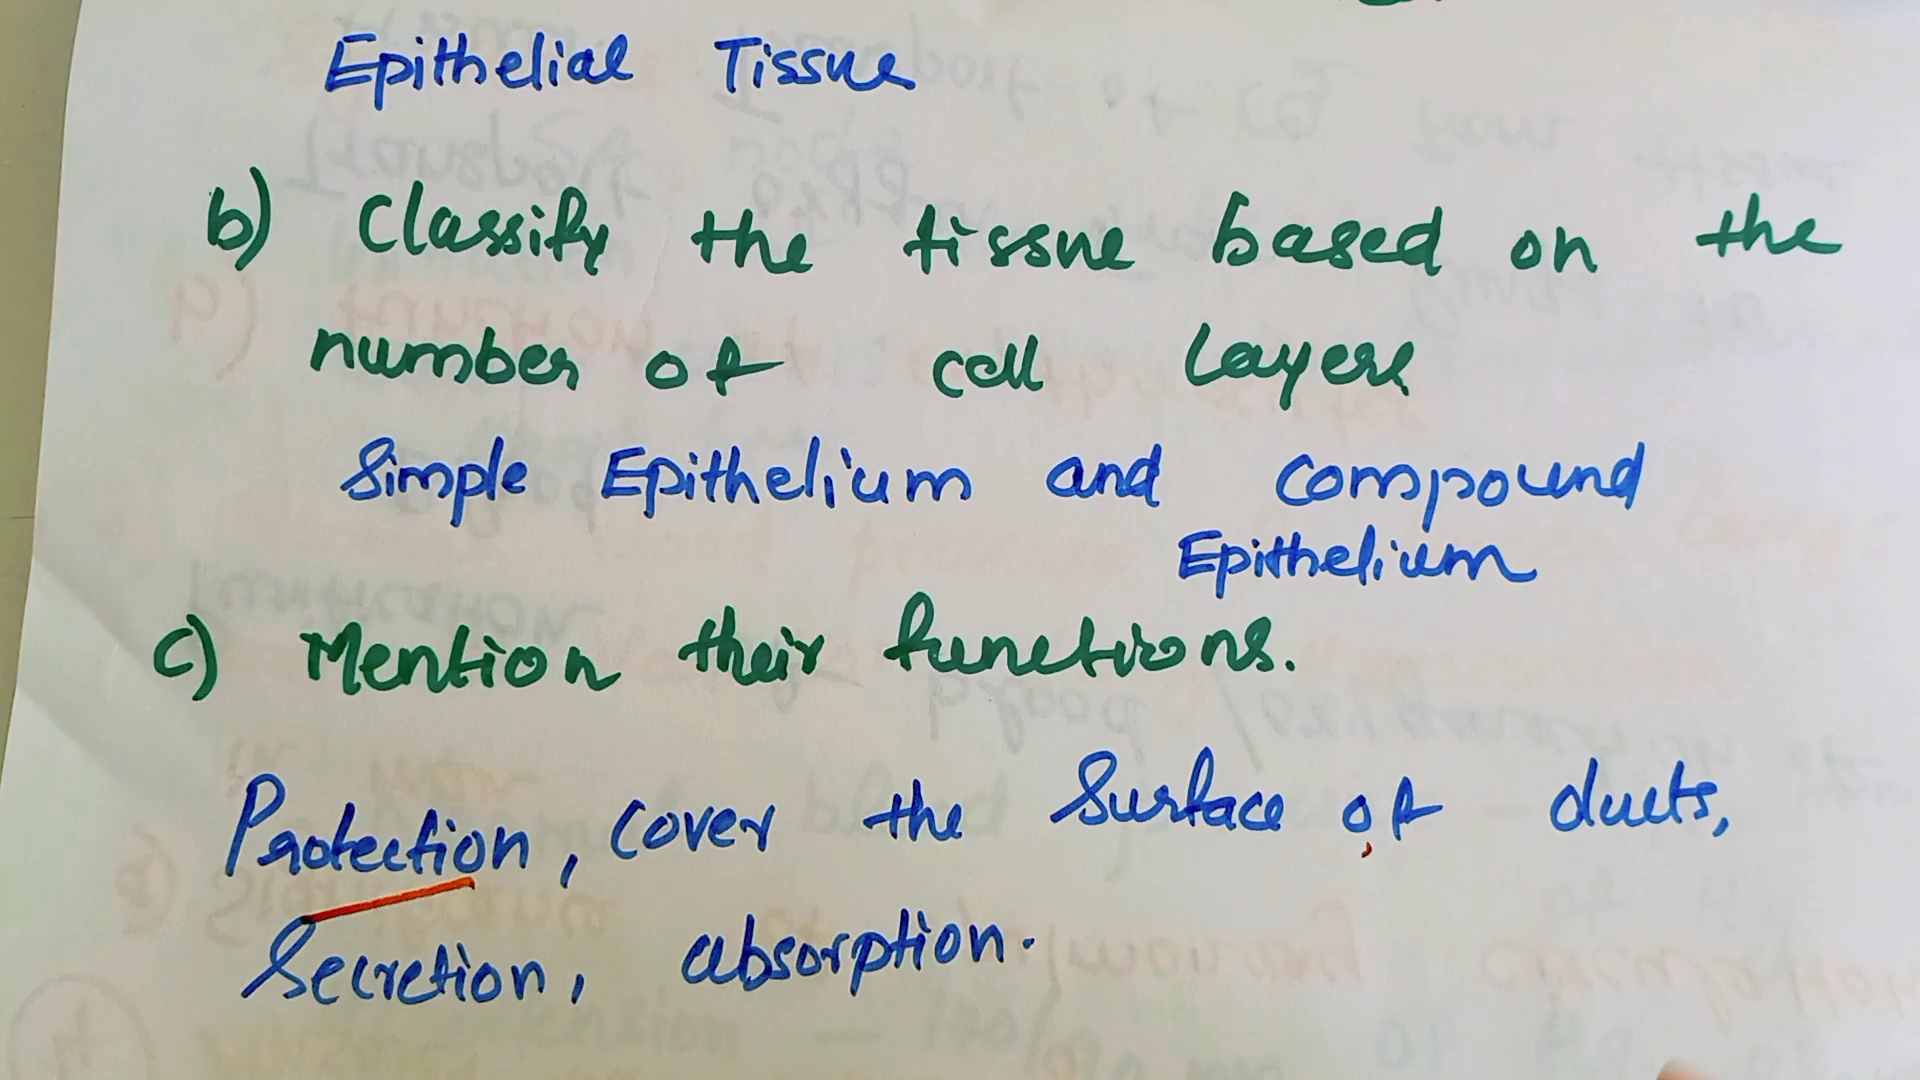 Epithelial Tissue
b) Classify the tissue based on the
number of cell layers
Simple Epithelium and compound
Epithelium
c) Mention their functions.
Protection, cover the Surface of ducts,
Secretion, absorption.